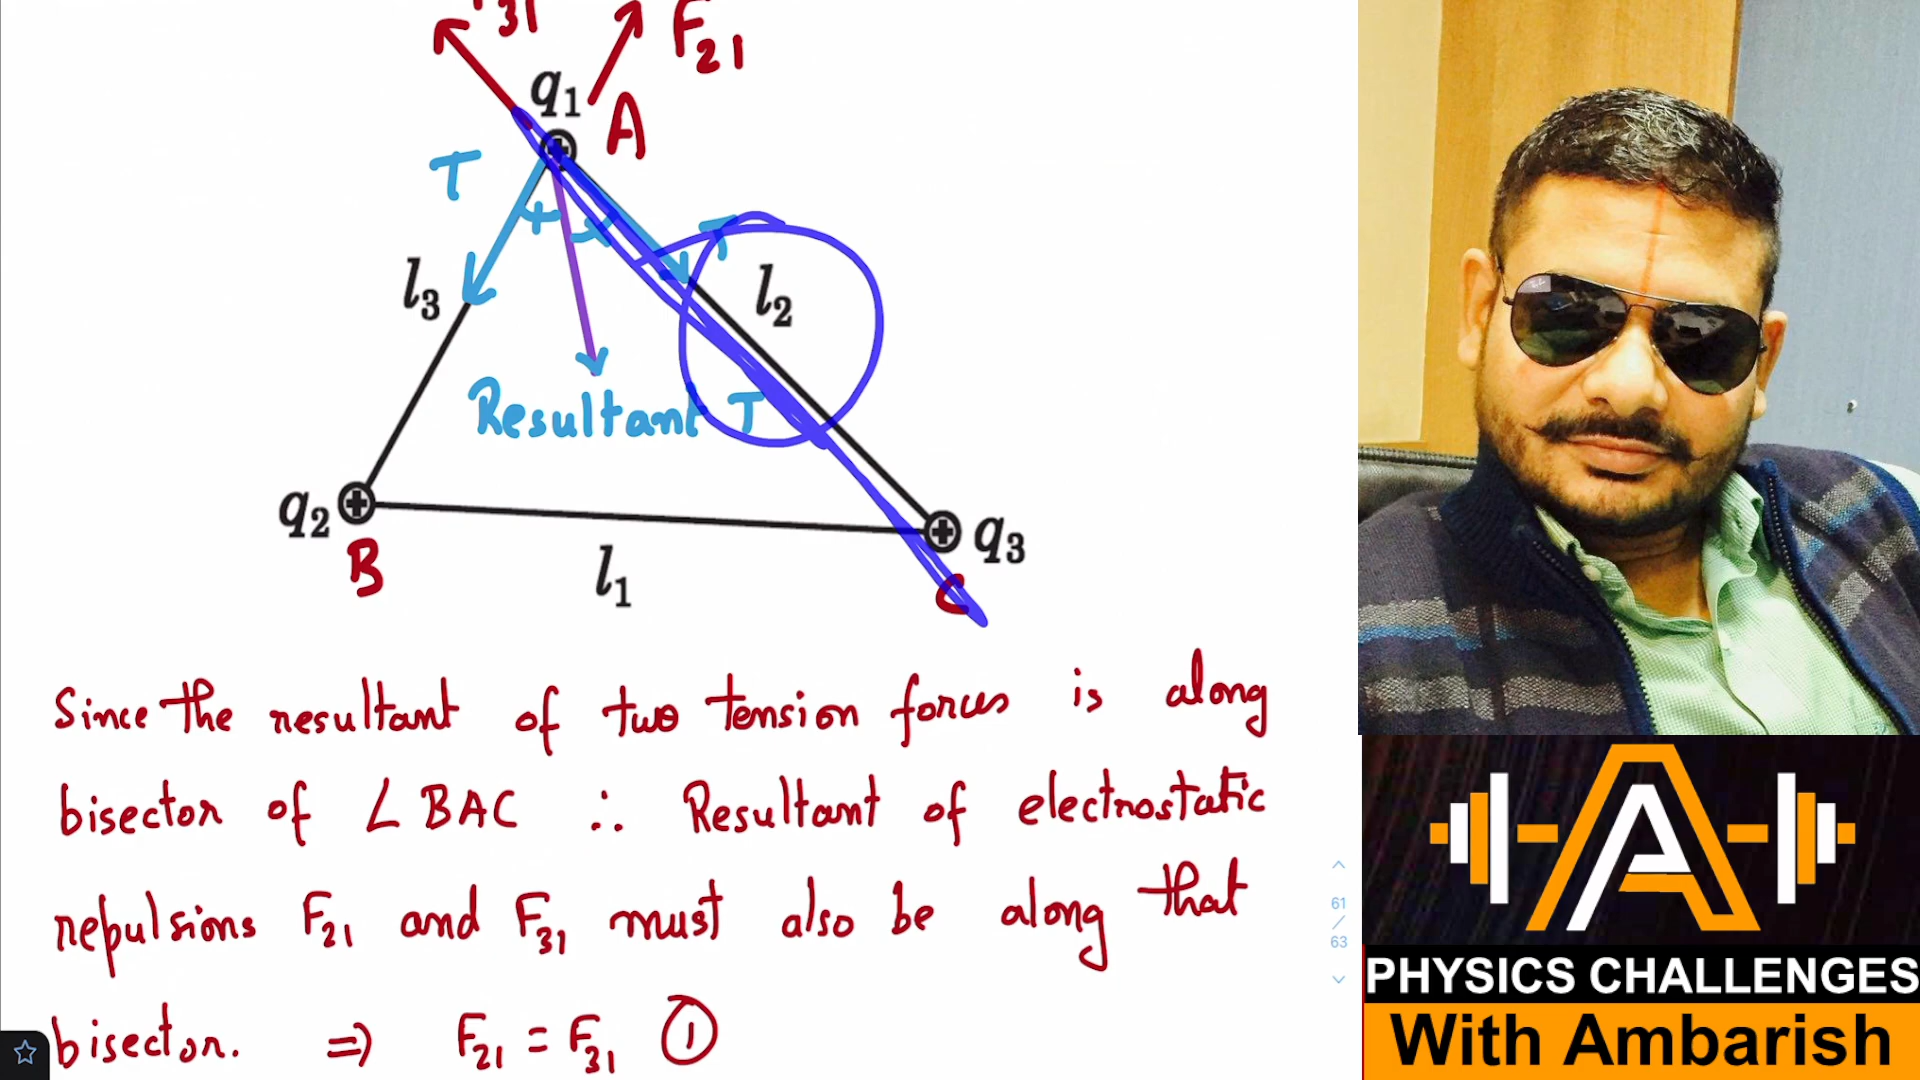 F31
F21
q1
A
T
T
l3
l2
Resultant T
q2
q3
B
C
l1
Since the resultant of two tension forces is along
bisector of ∠BAC ∴ Resultant of electrostatic
repulsions F21 and F31 must also be along that
bisector. ⇒ F21 = F31 ①
61
/
63
A
PHYSICS CHALLENGES
With Ambarish